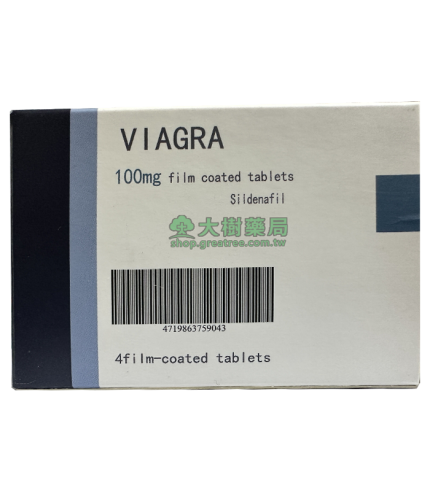 VIAGRA
100mg film coated tablets
Sildenafil
大樹藥局
shop.greatree.com.tw
4719863759043
4film-coated tablets